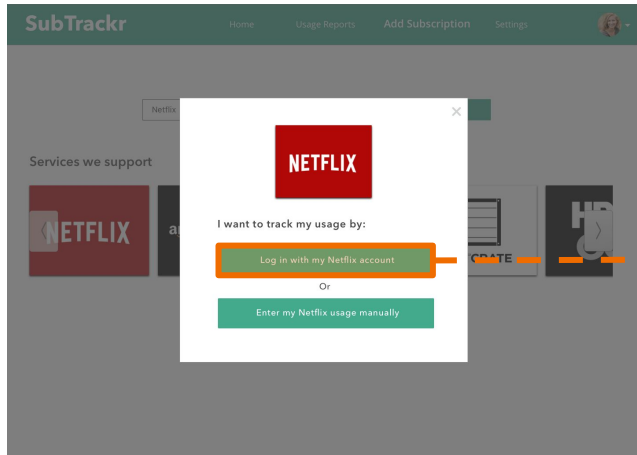 SubTrackr
Home Usage Reports Add Subscription Settings
Netflix
×
NETFLIX
Services we support
NETFLIX
I want to track my usage by:
Log in with my Netflix account
Or
Enter my Netflix usage manually